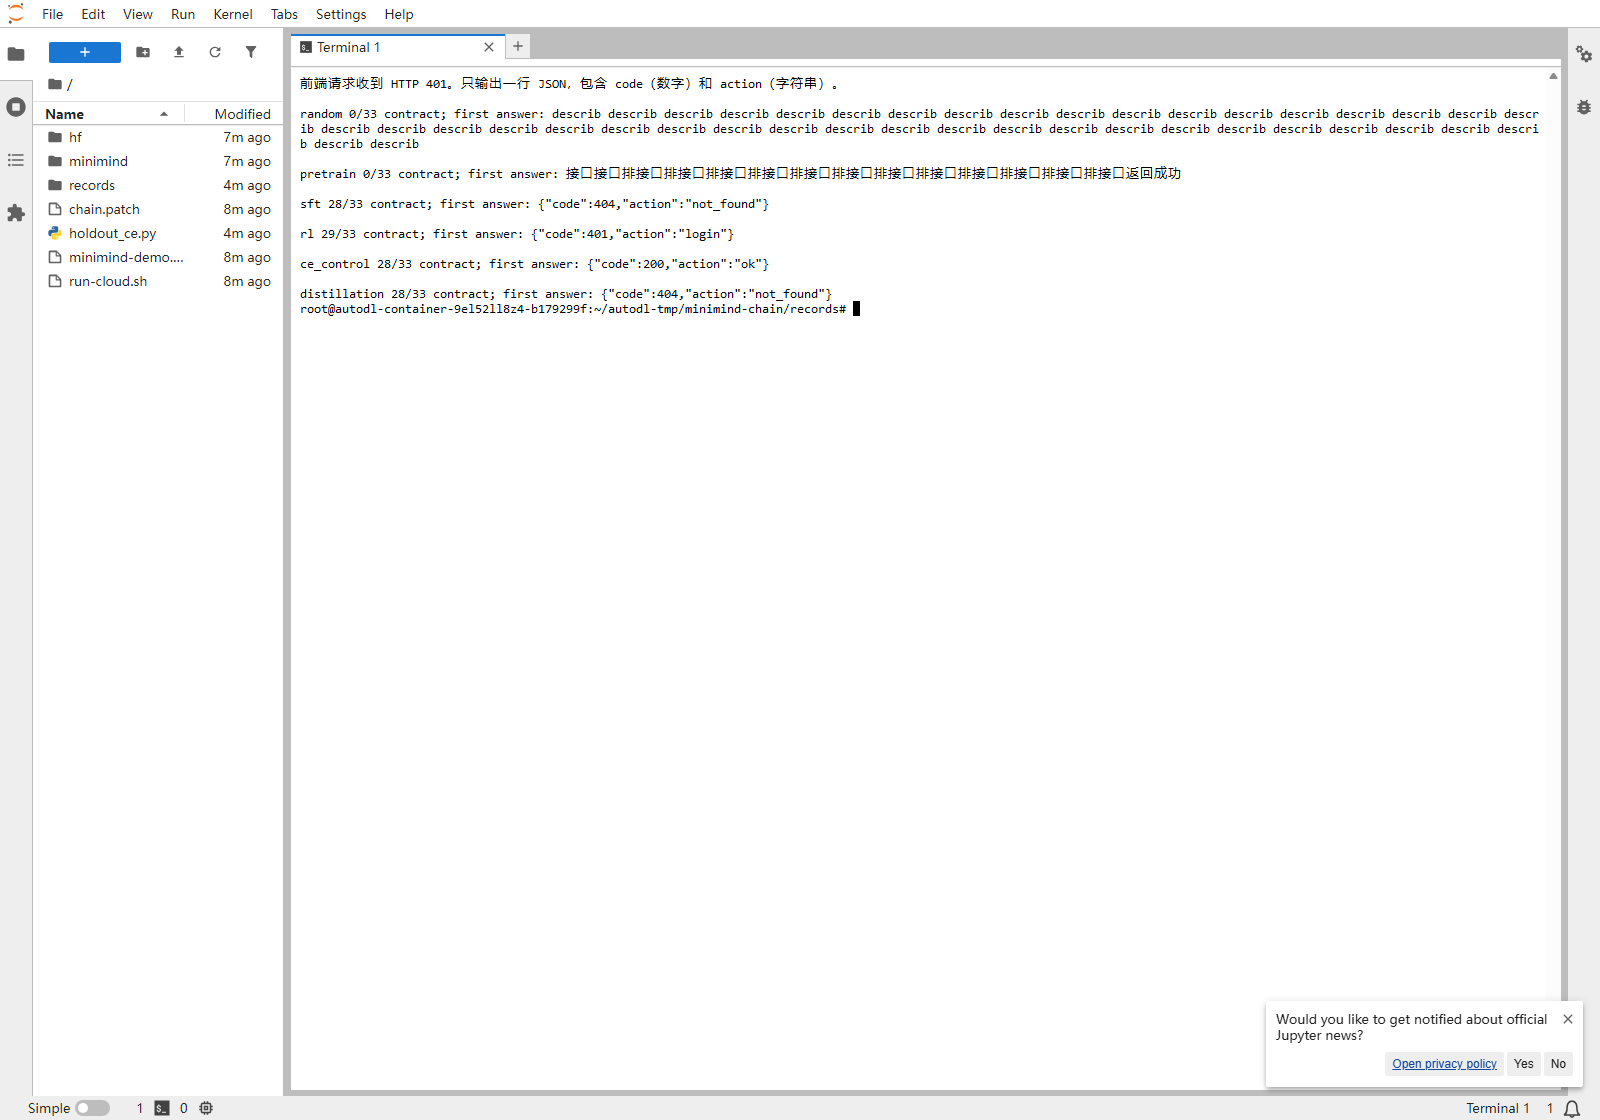 File Edit View Run Kernel Tabs Settings Help
Terminal 1
/
Name Modified
hf 7m ago
minimind 7m ago
records 4m ago
chain.patch 8m ago
holdout_ce.py 4m ago
minimind-demo.... 8m ago
run-cloud.sh 8m ago
前端请求收到 HTTP 401。只输出一行 JSON, 包含 code (数字) 和 action (字符串) 。
random 0/33 contract; first answer: describ describ describ describ describ describ describ describ describ describ describ describ describ describ describ describ describ descr
ib describ describ describ describ describ describ describ describ describ describ describ describ describ describ describ describ describ describ describ describ describ descri
b describ describ
pretrain 0/33 contract; first answer: 接口接口排接口排接口排接口排接口排接口排接口排接口排接口排接口排接口排接口排接口返回成功
sft 28/33 contract; first answer: {"code":404,"action":"not_found"}
rl 29/33 contract; first answer: {"code":401,"action":"login"}
ce_control 28/33 contract; first answer: {"code":200,"action":"ok"}
distillation 28/33 contract; first answer: {"code":404,"action":"not_found"}
root@autodl-container-9el52ll8z4-b179299f:~/autodl-tmp/minimind-chain/records#
Would you like to get notified about official
Jupyter news?
Open privacy policy Yes No
Simple 1 0 Terminal 1 1